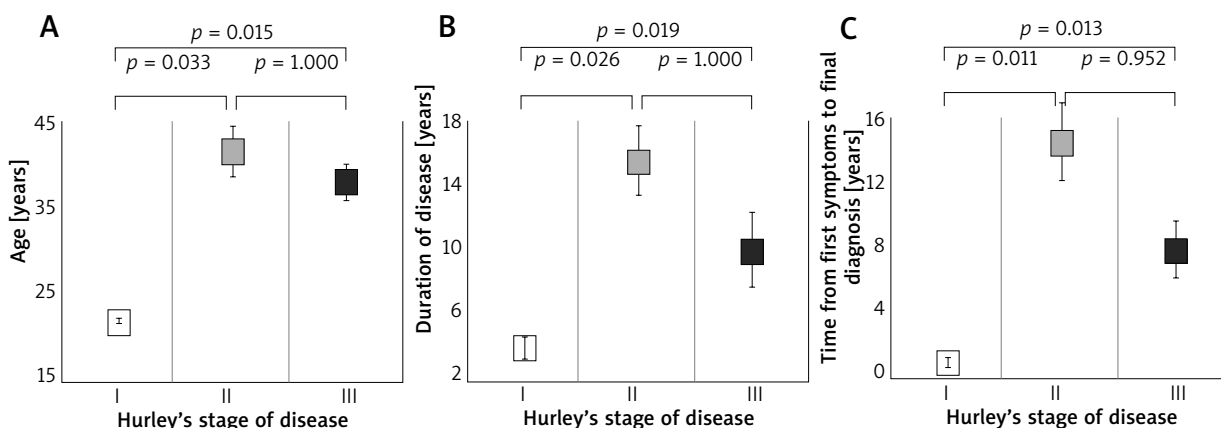 A
p = 0.015
p = 0.033
p = 1.000
Age [years]
45
35
25
15
I
II
III
Hurley's stage of disease
B
p = 0.019
p = 0.026
p = 1.000
Duration of disease [years]
18
14
10
6
2
I
II
III
Hurley's stage of disease
C
p = 0.013
p = 0.011
p = 0.952
Time from first symptoms to final
diagnosis [years]
16
12
8
4
0
I
II
III
Hurley's stage of disease